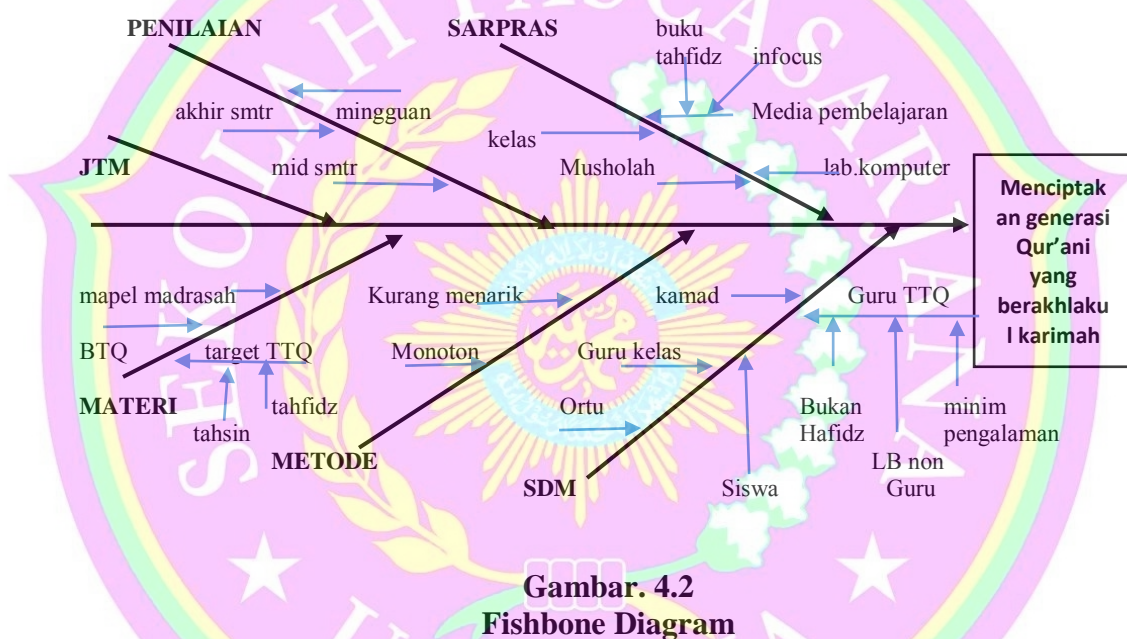 PENILAIAN
SARPRAS
buku
tahfidz
infocus
akhir smtr
mingguan
Media pembelajaran
kelas
JTM
mid smtr
Musholah
lab.komputer
Menciptak
an generasi
Qur'ani
yang
berakhlaku
l karimah
mapel madrasah
Kurang menarik
kamad
Guru TTQ
BTQ
target TTQ
Monoton
Guru kelas
MATERI
tahfidz
tahsin
Ortu
Bukan
Hafidz
minim
pengalaman
METODE
SDM
Siswa
LB non
Guru
Gambar. 4.2
Fishbone Diagram
SEKOLAH PASCASARJANA